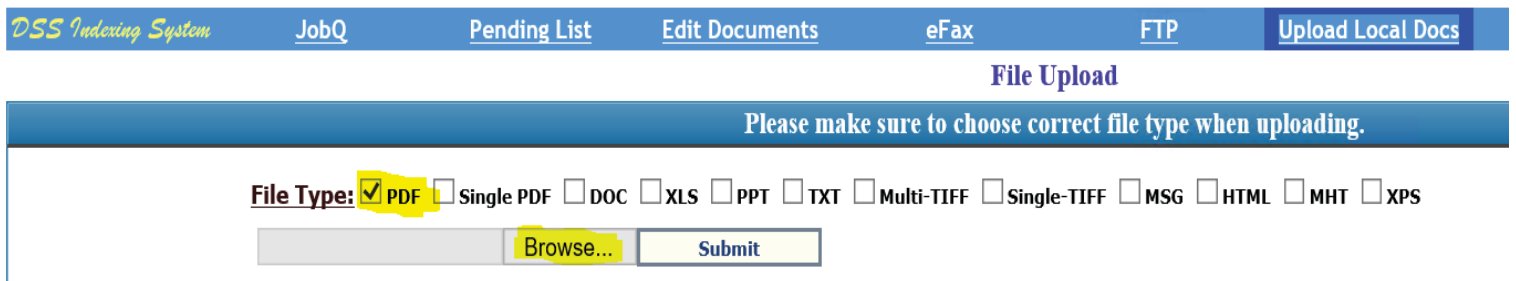 DSS Indexing System JobQ Pending List Edit Documents eFax FTP Upload Local Docs
File Upload
Please make sure to choose correct file type when uploading.
File Type: PDF Single PDF DOC XLS PPT TXT Multi-TIFF Single-TIFF MSG HTML MHT XPS
Browse... Submit